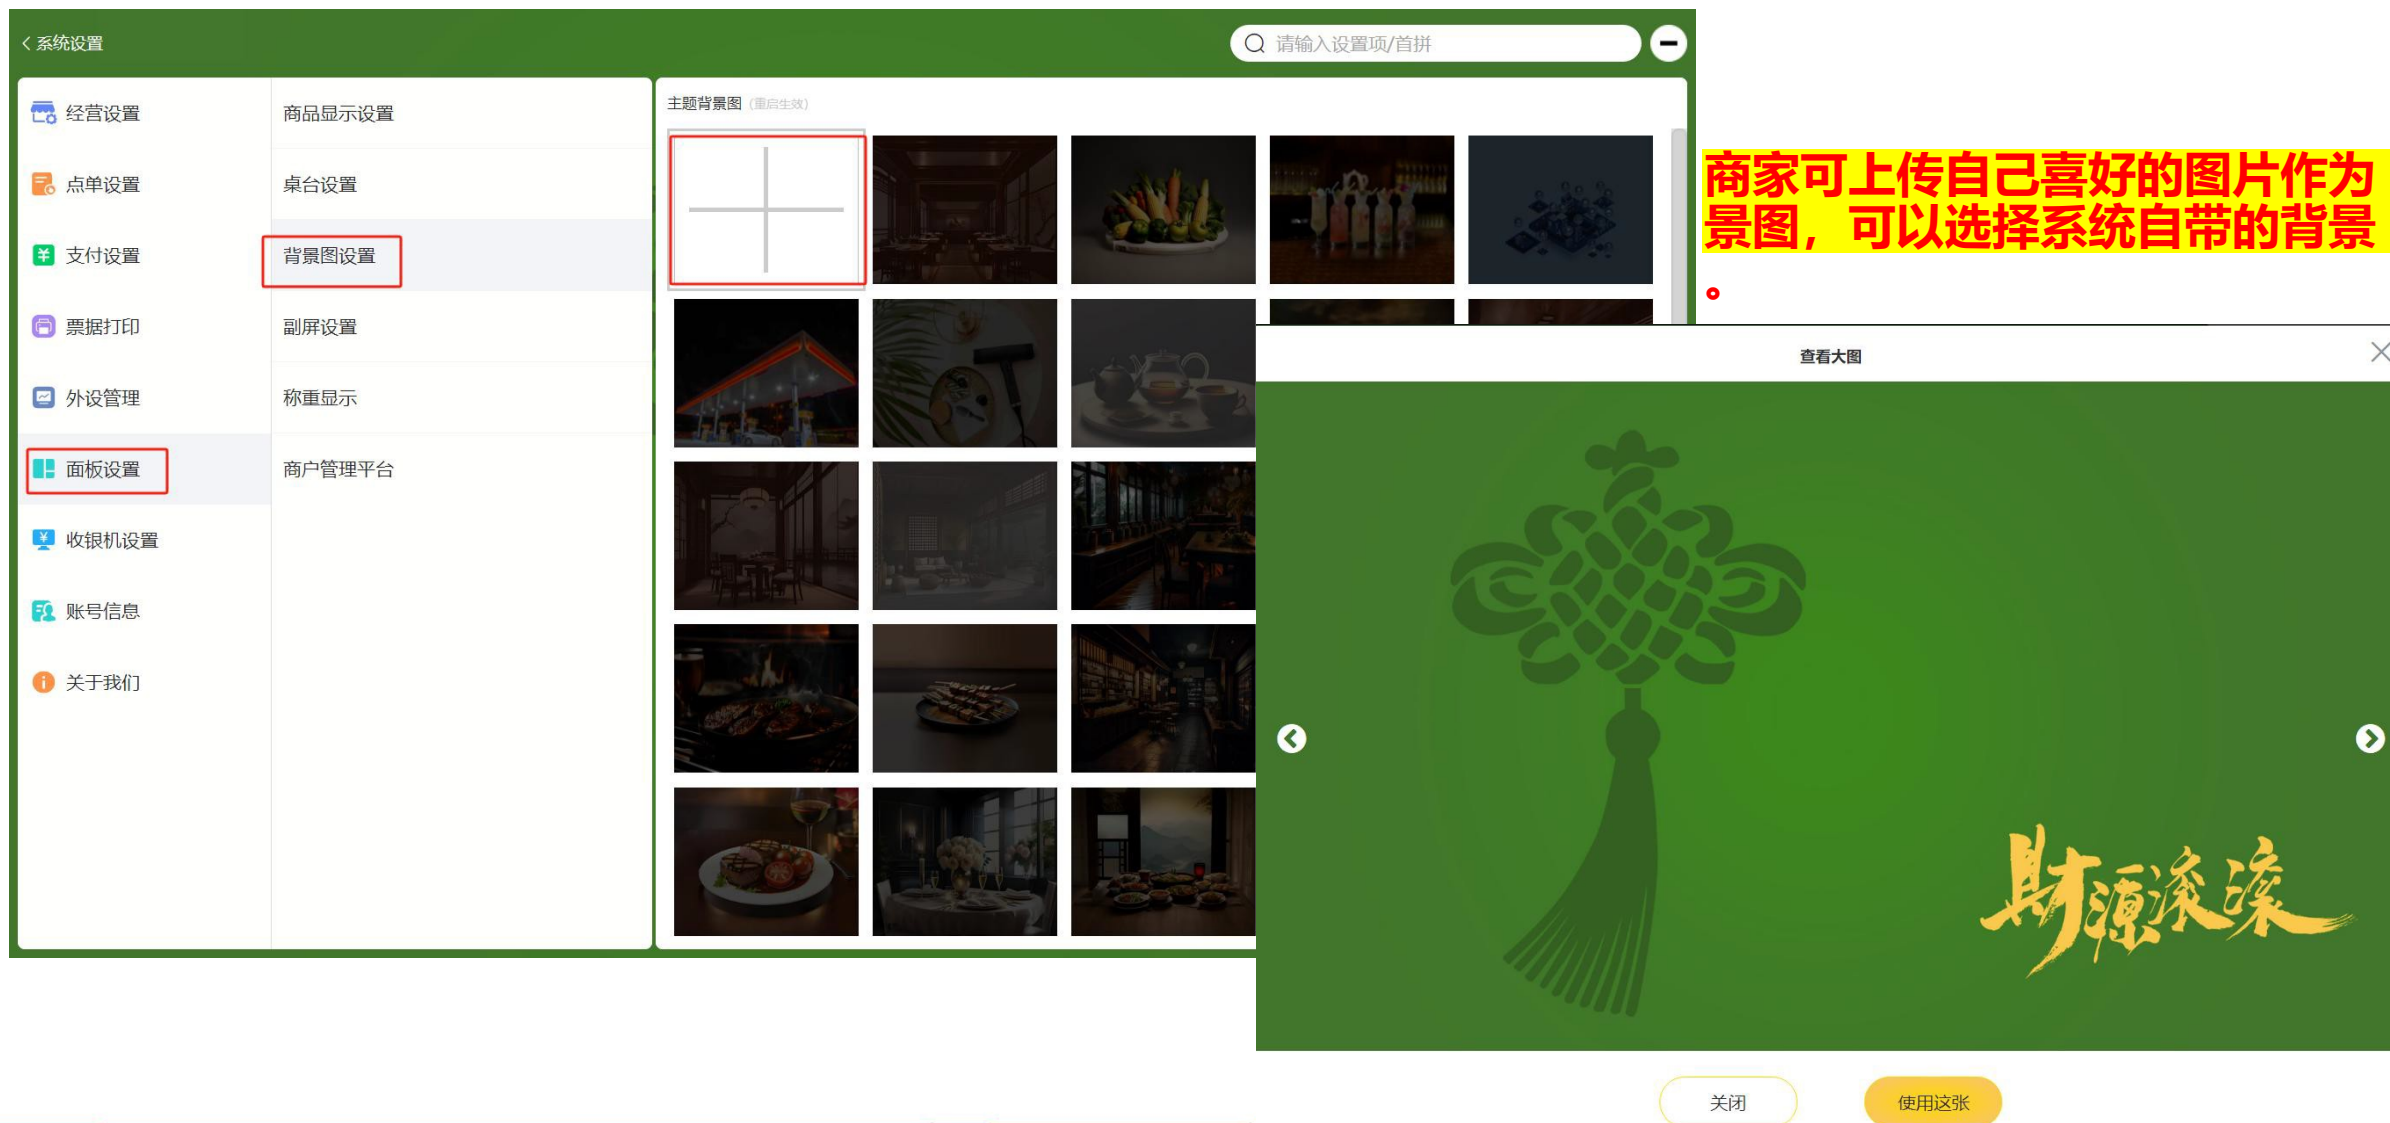 系统设置
请输入设置项/首拼
经营设置
点单设置
支付设置
票据打印
外设管理
面板设置
收银机设置
账号信息
关于我们
商品显示设置
桌台设置
背景图设置
副屏设置
称重显示
商户管理平台
主题背景图 (重启生效)
商家可上传自己喜好的图片作为
景图，可以选择系统自带的背景
。
查看大图
財源滚滚
关闭
使用这张